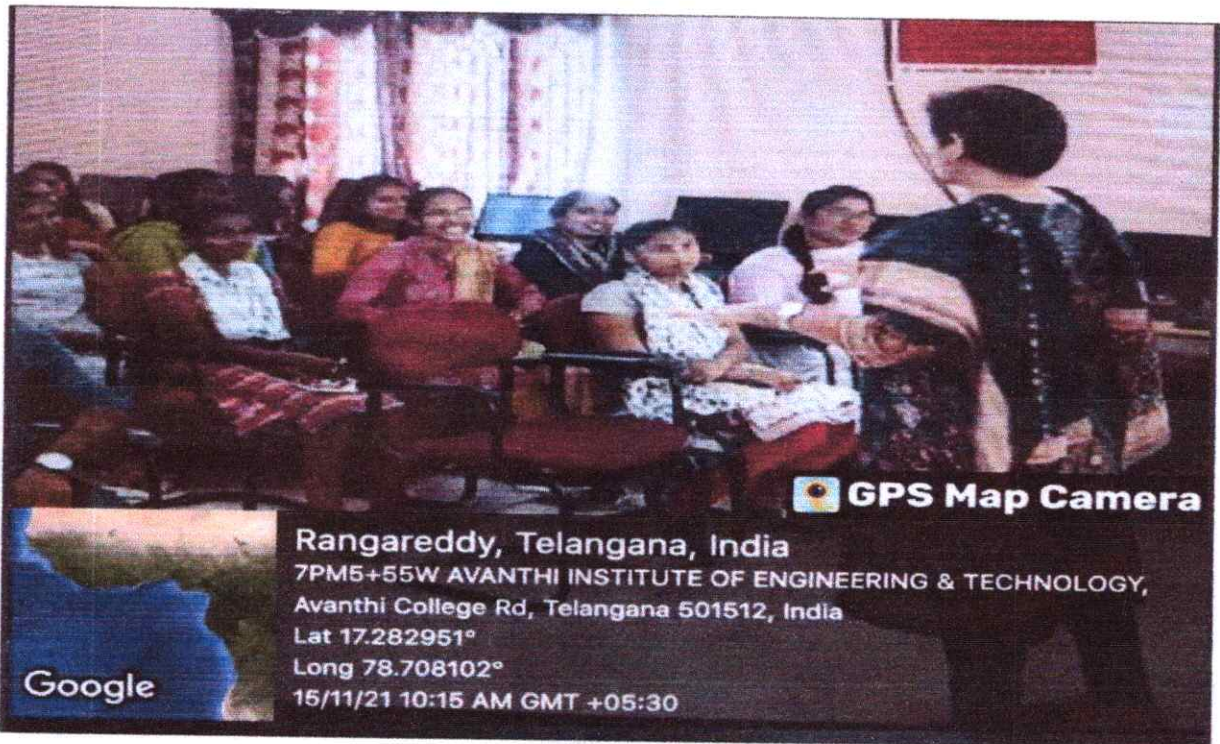 GPS Map Camera
Rangareddy, Telangana, India
7PM5+55W AVANTHI INSTITUTE OF ENGINEERING & TECHNOLOGY,
Avanthi College Rd, Telangana 501512, India
Lat 17.282951°
Long 78.708102°
15/11/21 10:15 AM GMT +05:30
Google